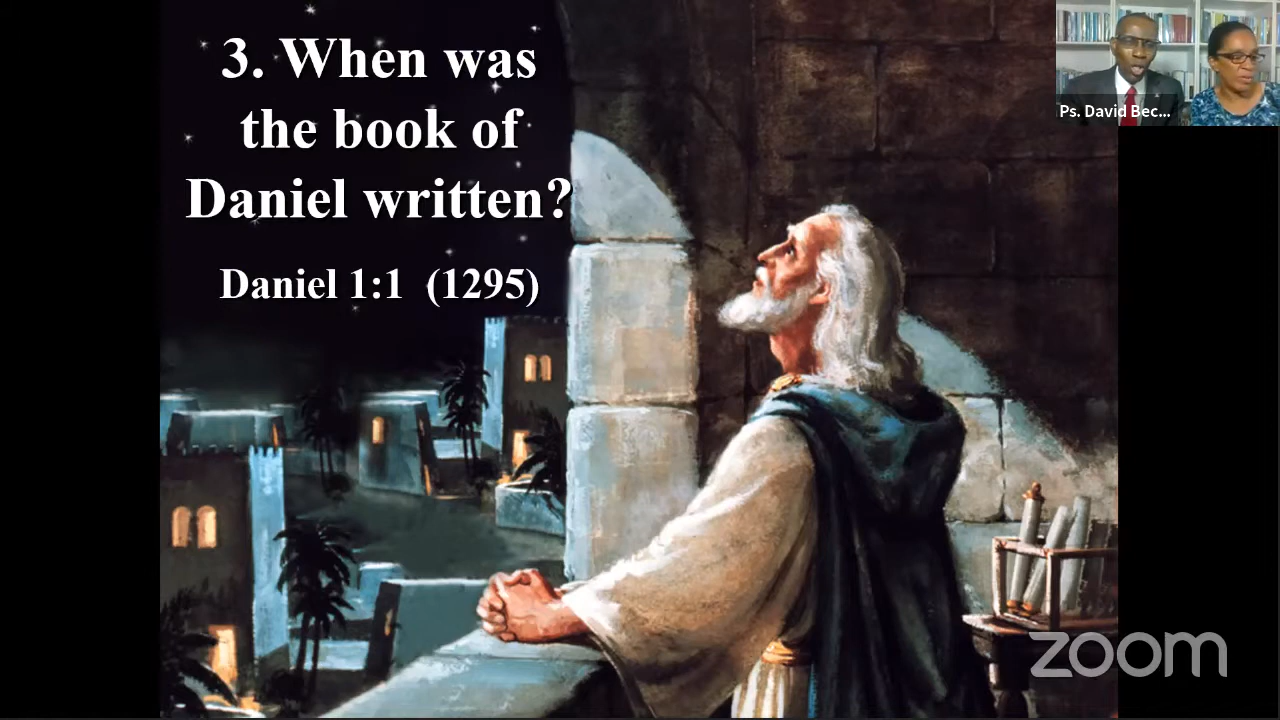 3. When was
the book of
Daniel written?
Daniel 1:1 (1295)
Ps. David Bec...
zoom